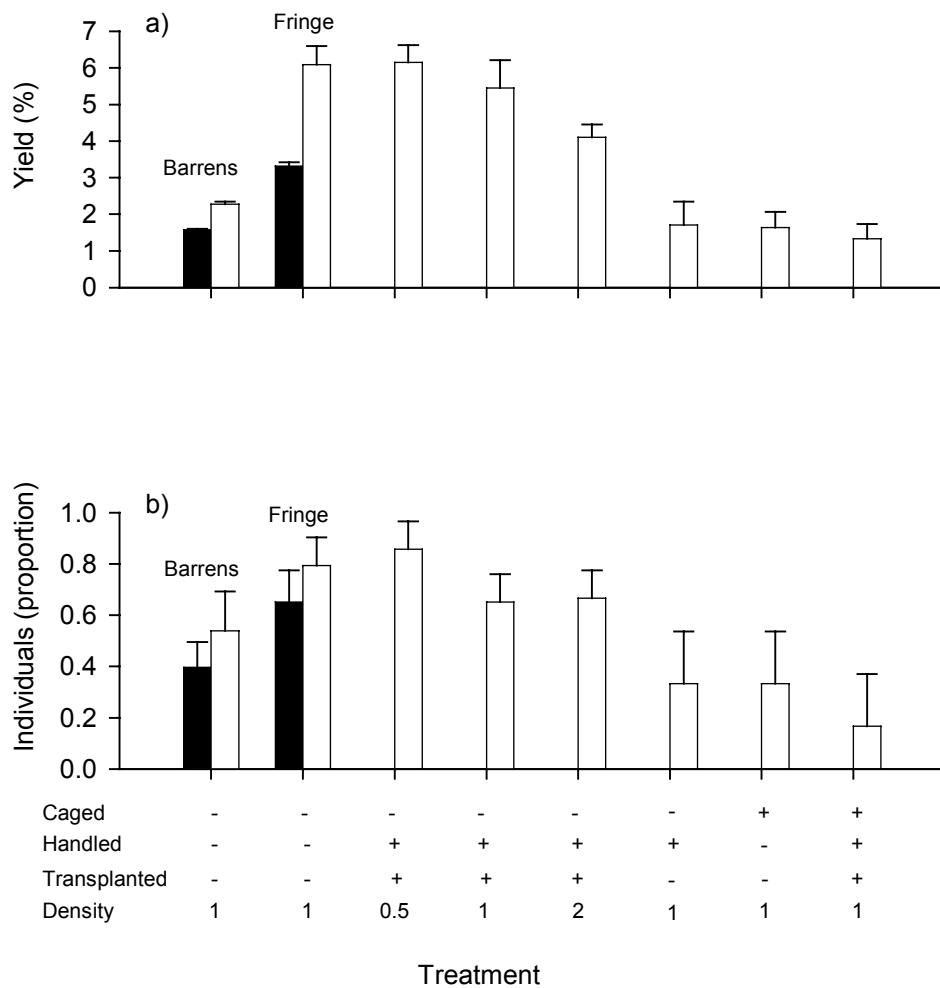 a)
Fringe
Barrens
Yield (%)
7
6
5
4
3
2
1
0
b)
Fringe
Barrens
Individuals (proportion)
1.0
0.8
0.6
0.4
0.2
0.0
Caged - - - - - - + +
Handled - - + + + + - +
Transplanted - - + + + - - +
Density 1 1 0.5 1 2 1 1 1
Treatment